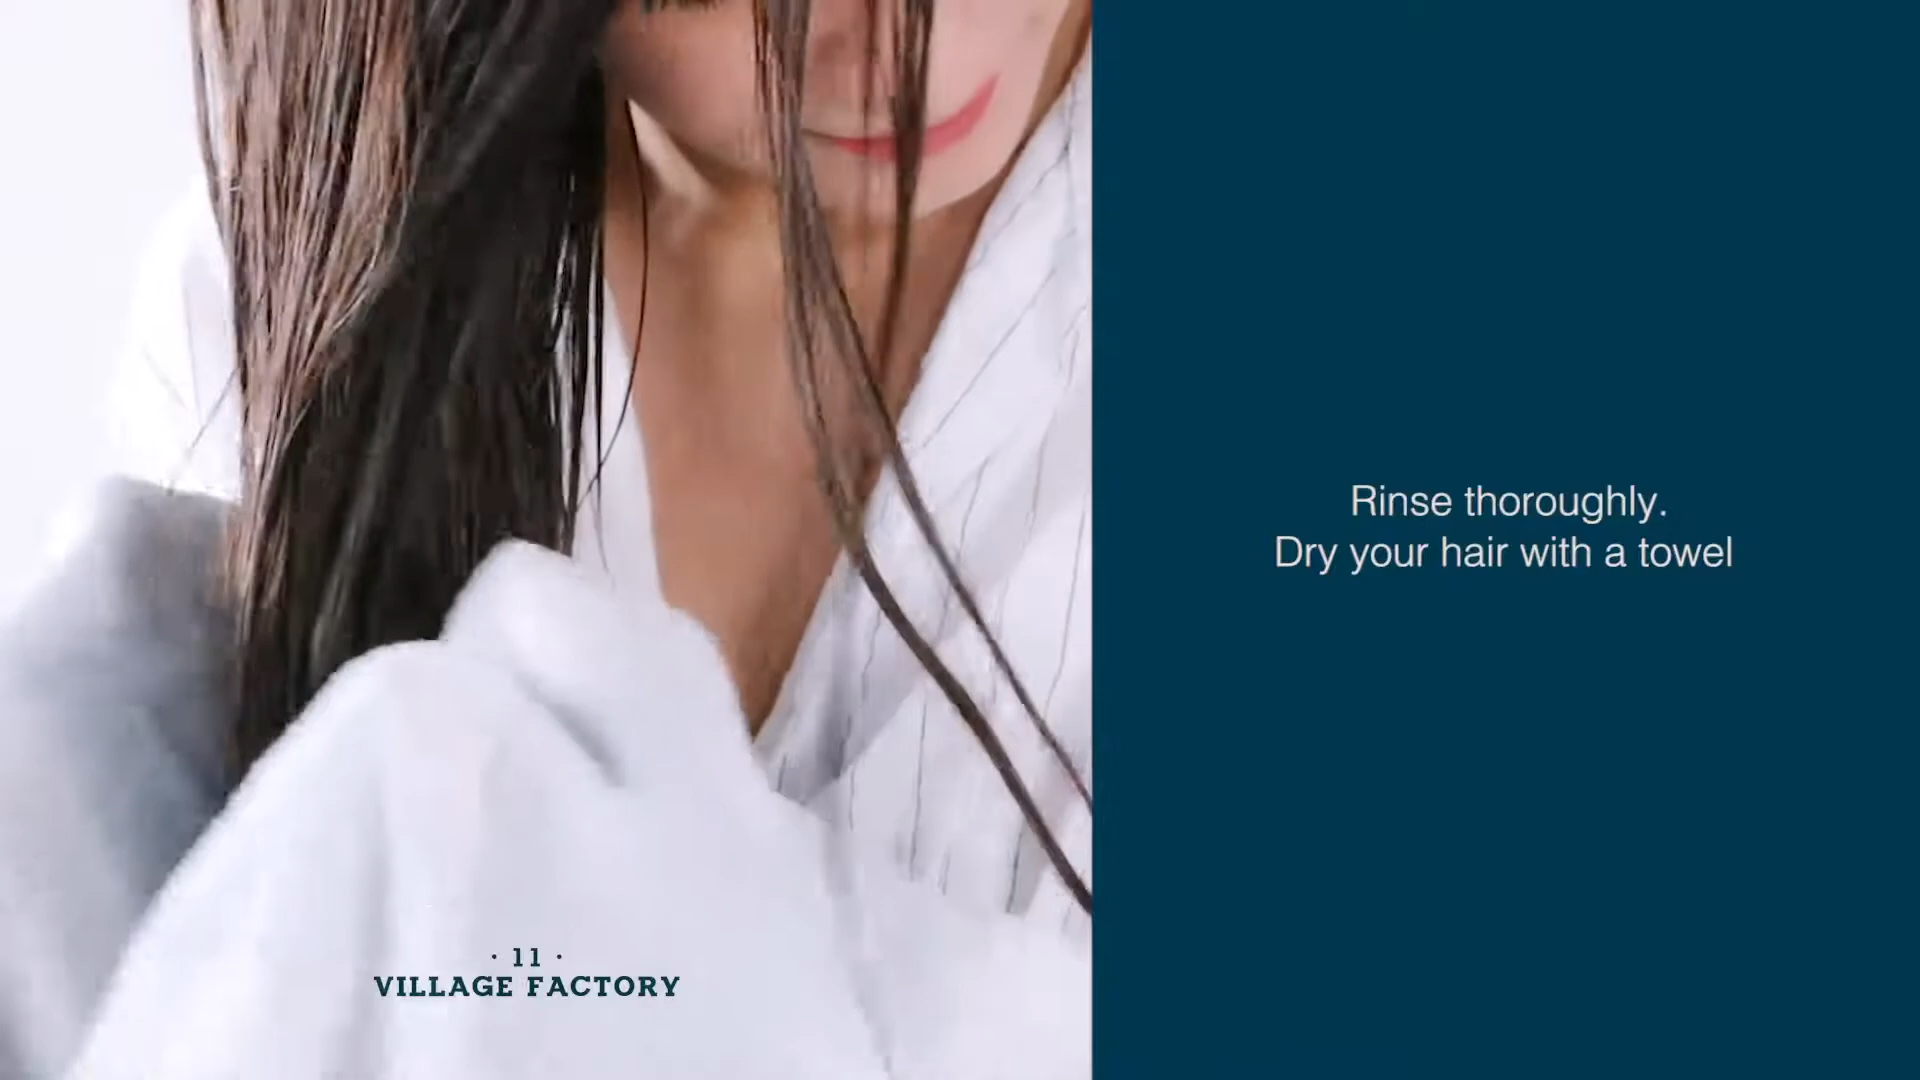 Rinse thoroughly.
Dry your hair with a towel
· 11 ·
VILLAGE FACTORY